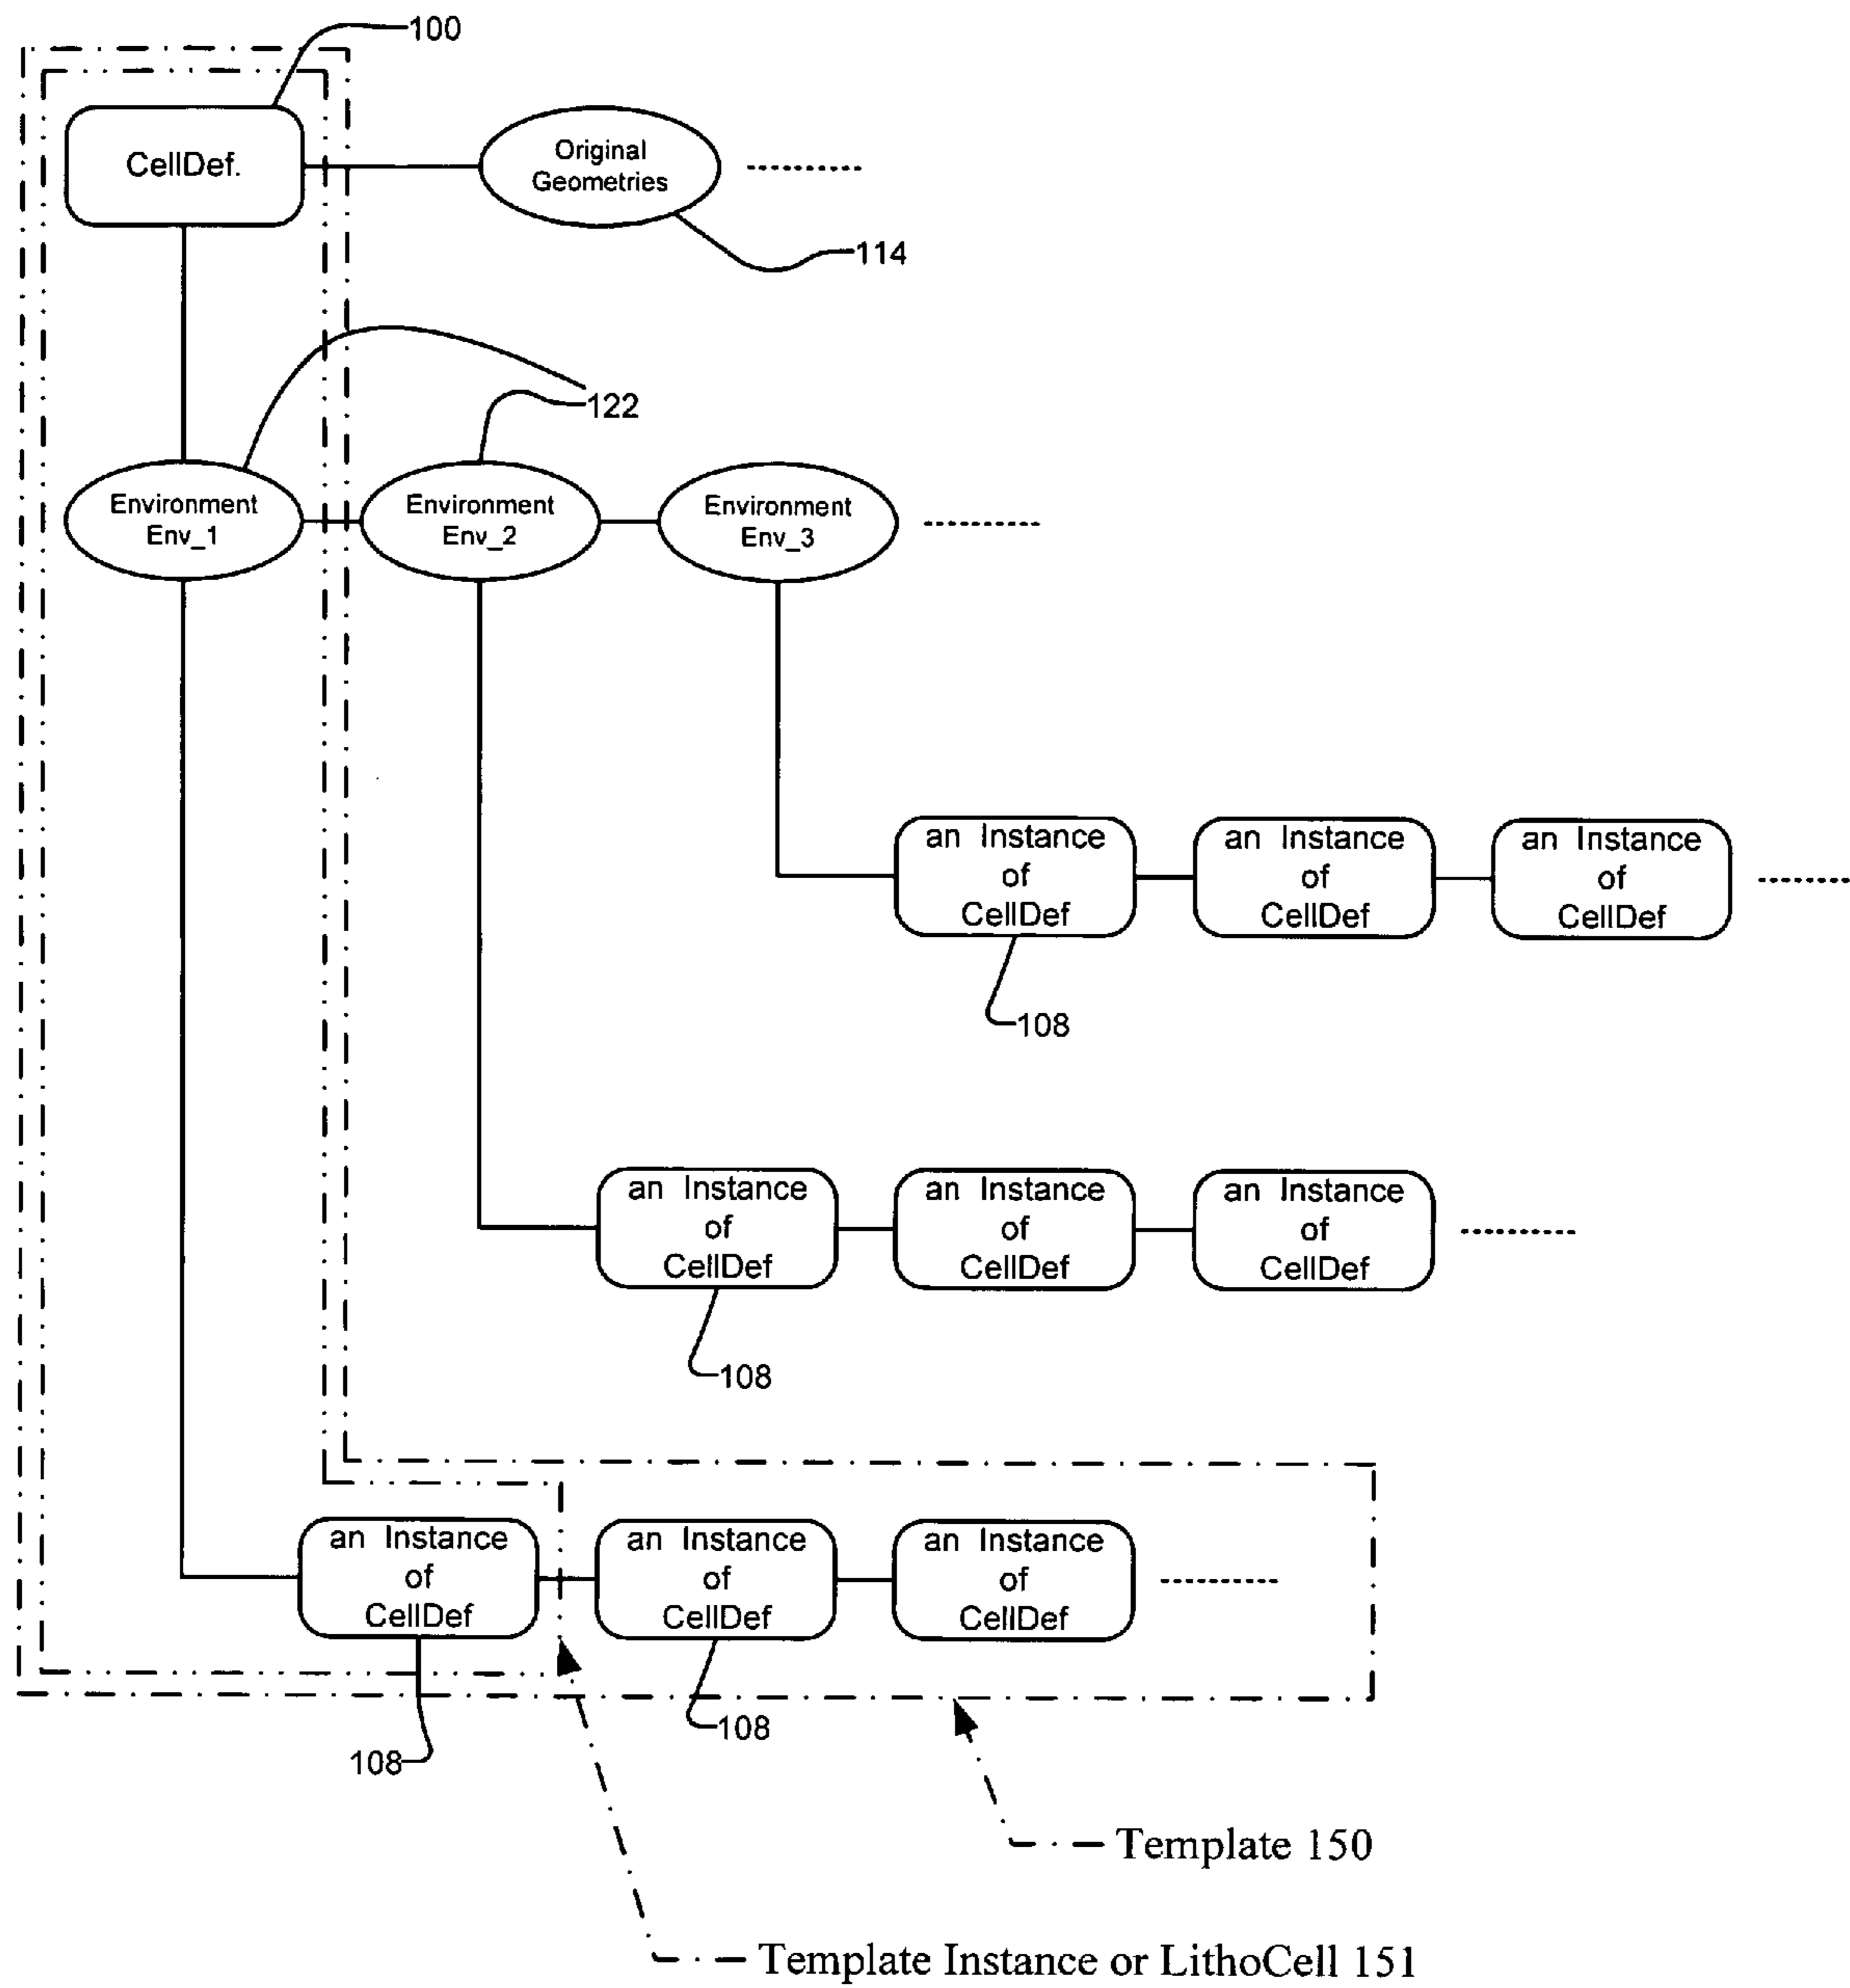 100
CellDef.
Original
Geometries
114
122
Environment
Env_1
Environment
Env_2
Environment
Env_3
an Instance
of
CellDef
an Instance
of
CellDef
an Instance
of
CellDef
108
an Instance
of
CellDef
an Instance
of
CellDef
an Instance
of
CellDef
108
an Instance
of
CellDef
an Instance
of
CellDef
an Instance
of
CellDef
108
108
Template 150
Template Instance or LithoCell 151